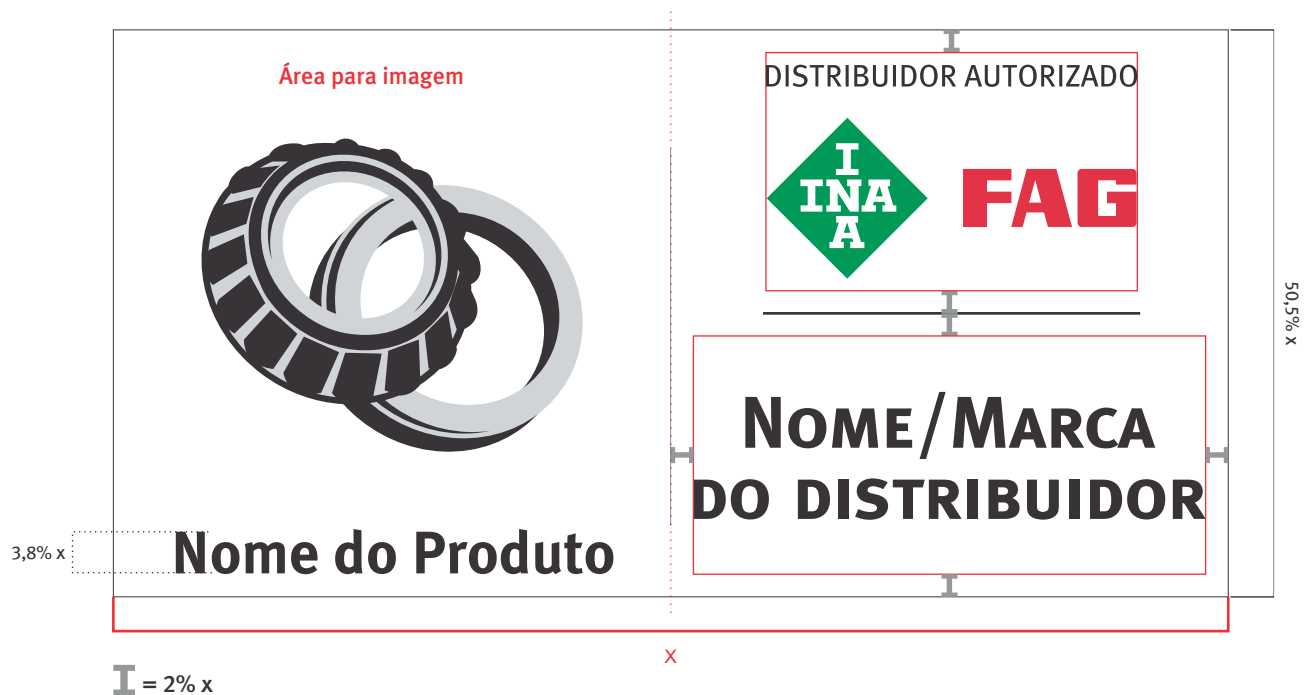 Área para imagem
DISTRIBUIDOR AUTORIZADO
I
INA
A
FAG
50,5% x
NOME/MARCA
DO DISTRIBUIDOR
3,8% x
Nome do Produto
x
= 2% x